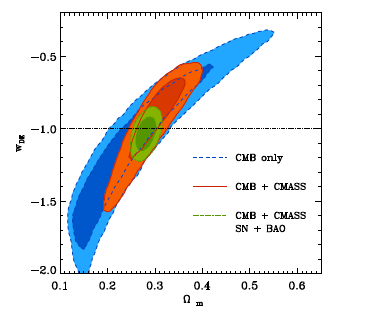 −0.5
−1.0
−1.5
−2.0
w_DE
CMB only
CMB + CMASS
CMB + CMASS
SN + BAO
0.1 0.2 0.3 0.4 0.5 0.6
Ω_m